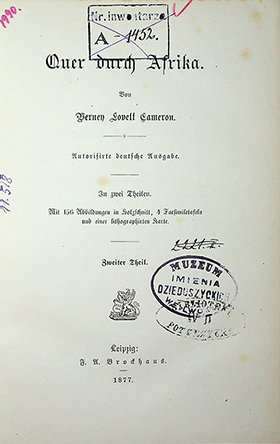 1990.
Nr. inwentarza
A - 1452.
Quer durch Afrika.
Von
Verney Lovett Cameron.
Autorisirte deutsche Ausgabe.
In zwei Theilen.
Mit 156 Abbildungen in Holzschnitt, 4 Facsimiletafeln
und einer lithographirten Karte.
Zweiter Theil.
MUZEUM
IMIENIA
DZIEDUSZYCKICH
Leipzig:
F. A. Brockhaus.
1877.